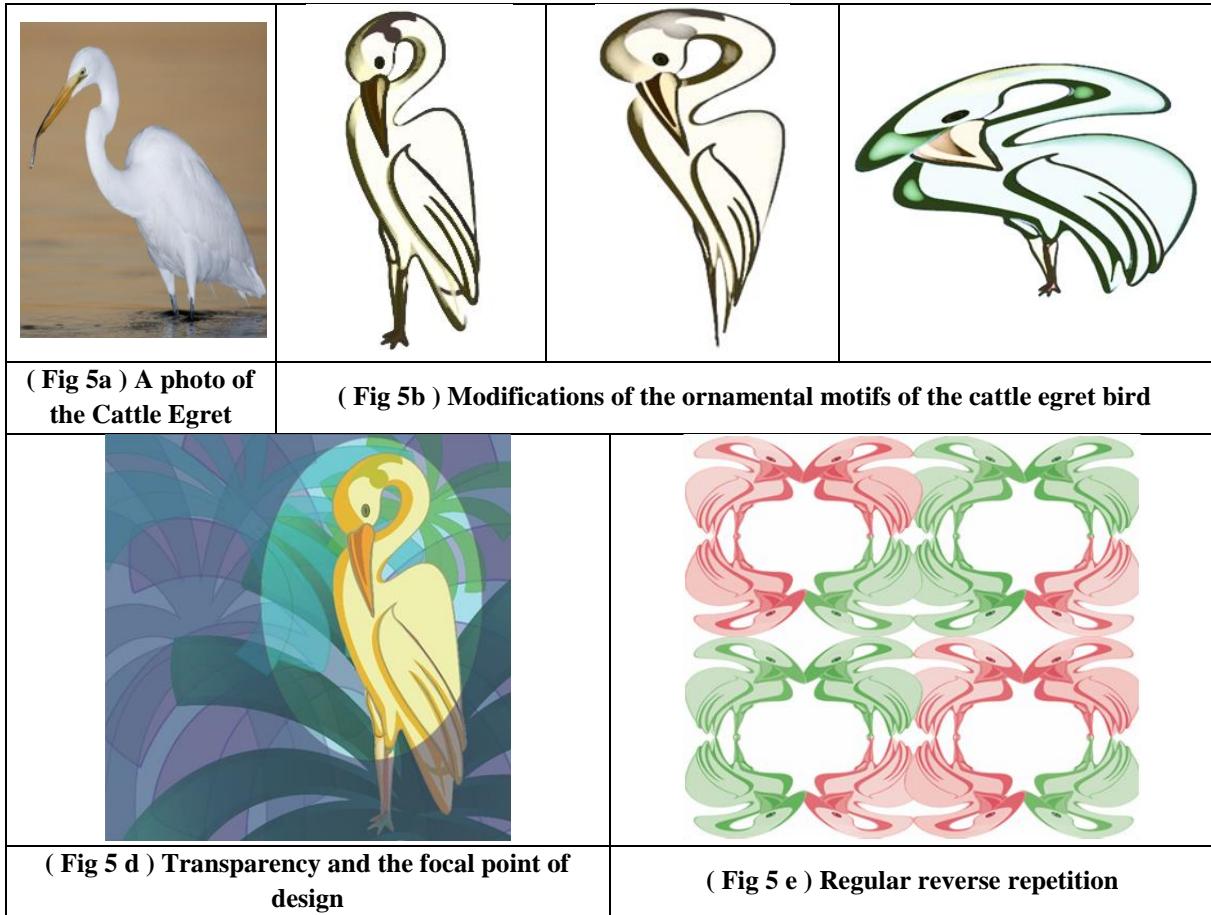 ( Fig 5a ) A photo of
the Cattle Egret
( Fig 5b ) Modifications of the ornamental motifs of the cattle egret bird
( Fig 5 d ) Transparency and the focal point of
design
( Fig 5 e ) Regular reverse repetition